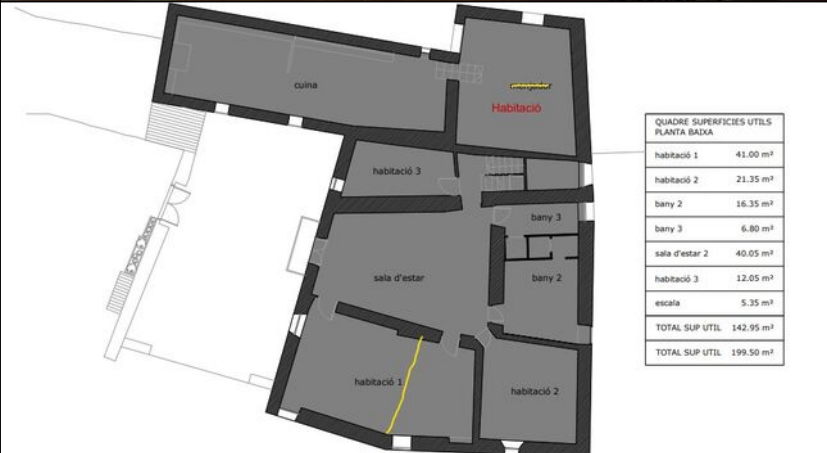 cuina
Habitació
habitació 3
bany 3
sala d'estar
bany 2
habitació 1
habitació 2
QUADRE SUPERFICIES UTILS
PLANTA BAIXA
habitació 1 41.00 m²
habitació 2 21.35 m²
bany 2 16.35 m²
bany 3 6.80 m²
sala d'estar 2 40.05 m²
habitació 3 12.05 m²
escala 5.35 m²
TOTAL SUP UTIL 142.95 m²
TOTAL SUP UTIL 199.50 m²